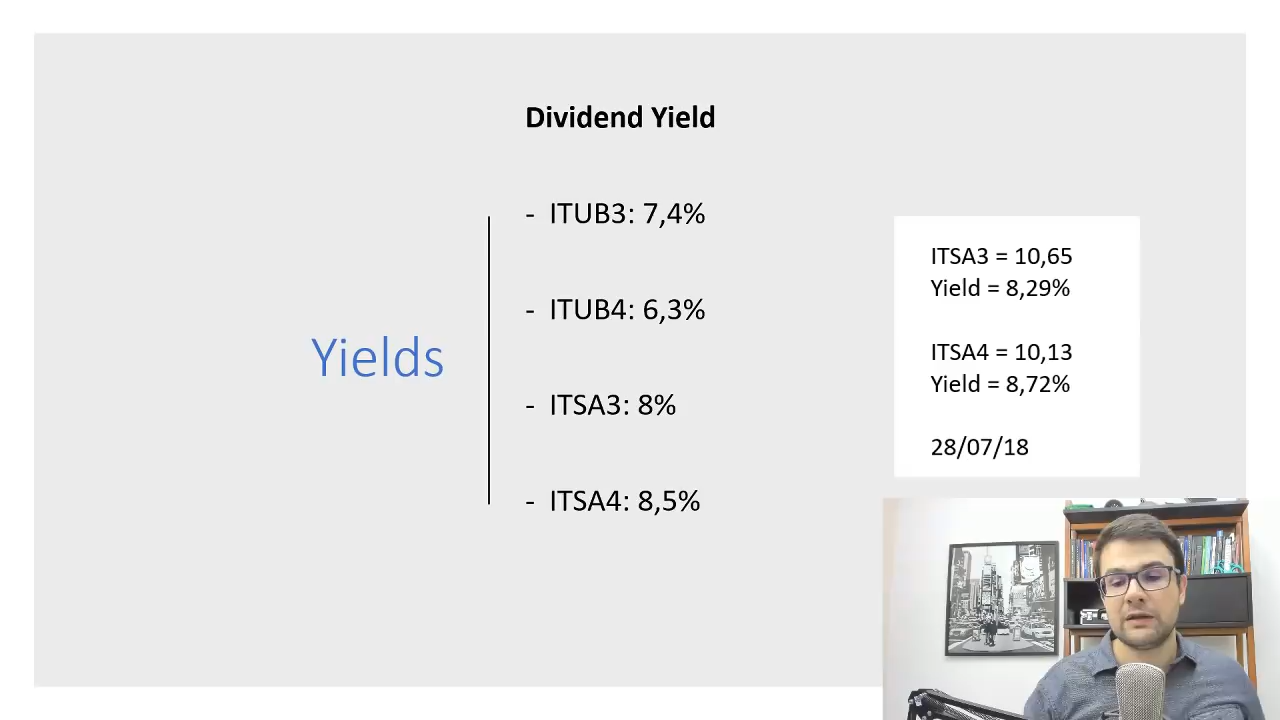 Dividend Yield
Yields
- ITUB3: 7,4%
- ITUB4: 6,3%
- ITSA3: 8%
- ITSA4: 8,5%
ITSA3 = 10,65
Yield = 8,29%
ITSA4 = 10,13
Yield = 8,72%
28/07/18